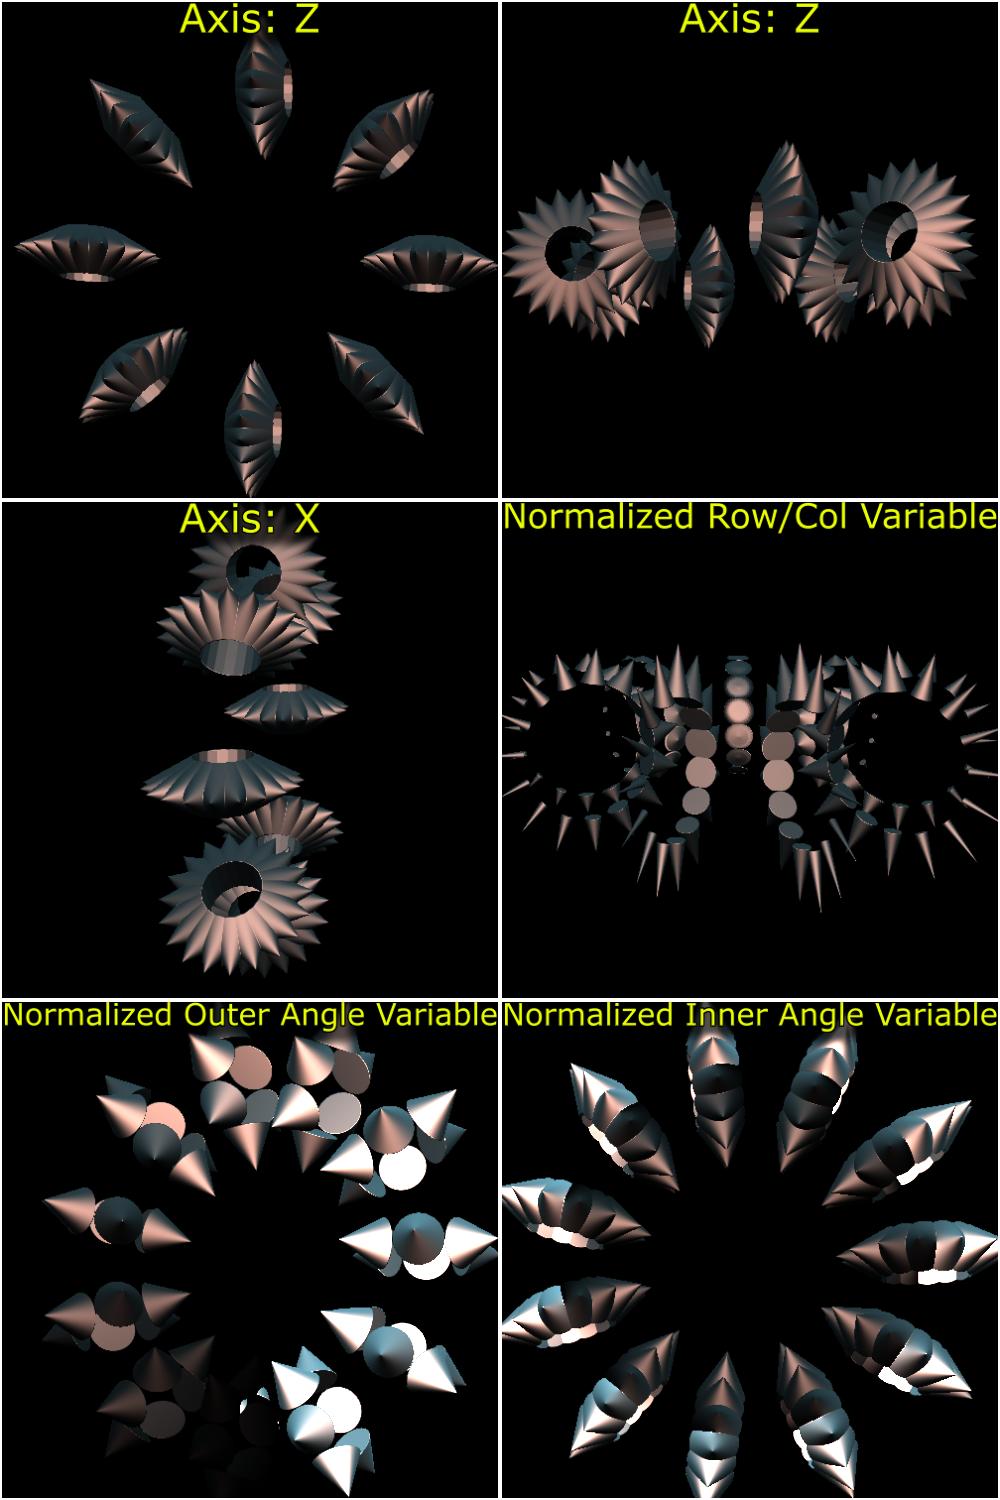 Axis: Z
Axis: Z
Axis: X
Normalized Row/Col Variable
Normalized Outer Angle Variable
Normalized Inner Angle Variable